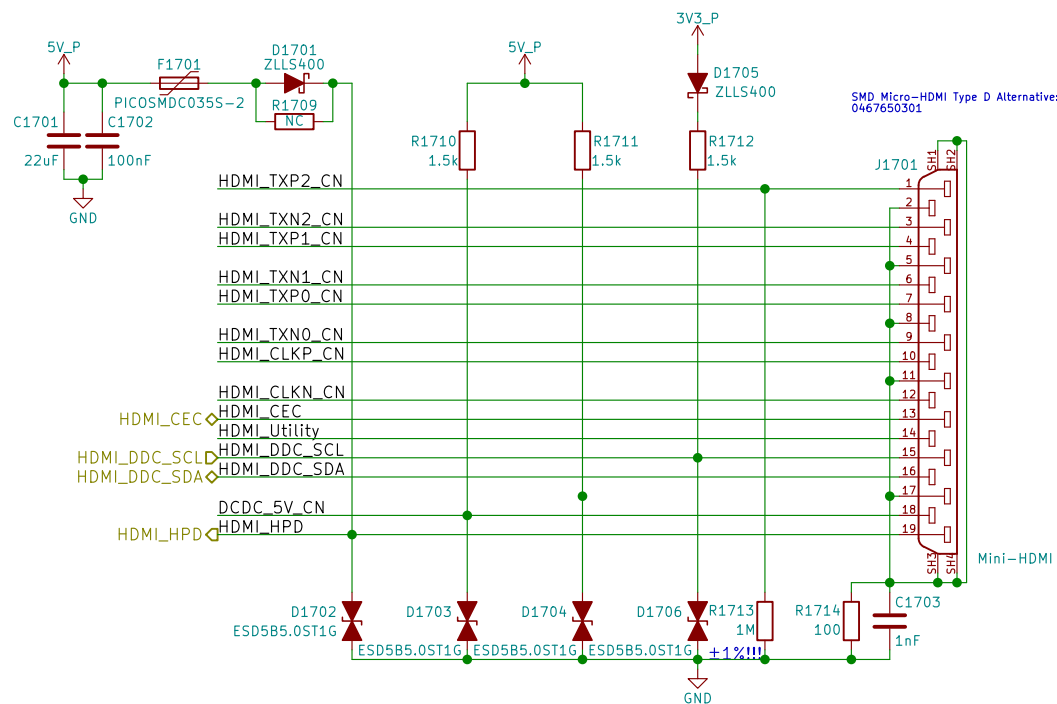 3V3_P
5V_P
5V_P
D1701
ZLLS400
F1701
D1705
ZLLS400
PICOSMDC035S-2
R1709
NC
SMD Micro-HDMI Type D Alternative:
0467650301
C1701
22uF
C1702
100nF
R1710
1.5k
R1711
1.5k
R1712
1.5k
GND
J1701
SH1
SH2
HDMI_TXP2_CN
1
2
HDMI_TXN2_CN
3
HDMI_TXP1_CN
4
5
HDMI_TXN1_CN
6
HDMI_TXP0_CN
7
8
HDMI_TXN0_CN
9
HDMI_CLKP_CN
10
11
HDMI_CLKN_CN
12
HDMI_CEC
HDMI_CEC
13
HDMI_Utility
14
HDMI_DDC_SCL
HDMI_DDC_SCL
15
HDMI_DDC_SDA
HDMI_DDC_SDA
16
17
DCDC_5V_CN
18
HDMI_HPD
HDMI_HPD
19
SH3
SH4
Mini-HDMI
D1702
ESD5B5.0ST1G
D1703
ESD5B5.0ST1G
D1704
ESD5B5.0ST1G
D1706
ESD5B5.0ST1G
R1713
1M
±1%!!!
R1714
100
C1703
1nF
GND